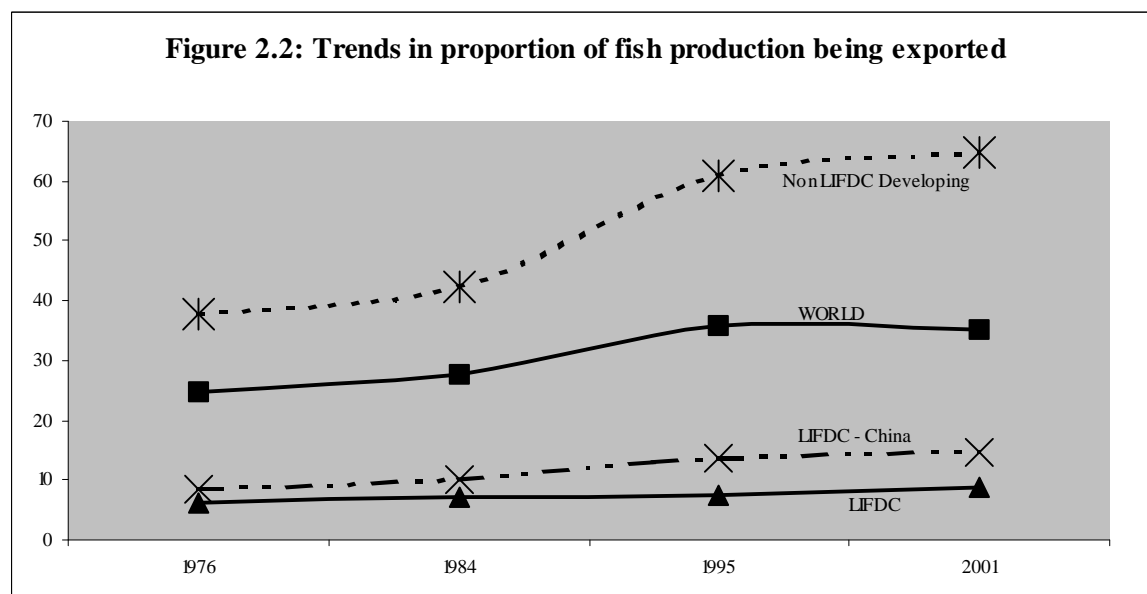 Figure 2.2: Trends in proportion of fish production being exported
70
60
50
40
30
20
10
0
Non LIFDC Developing
WORLD
LIFDC - China
LIFDC
1976 1984 1995 2001